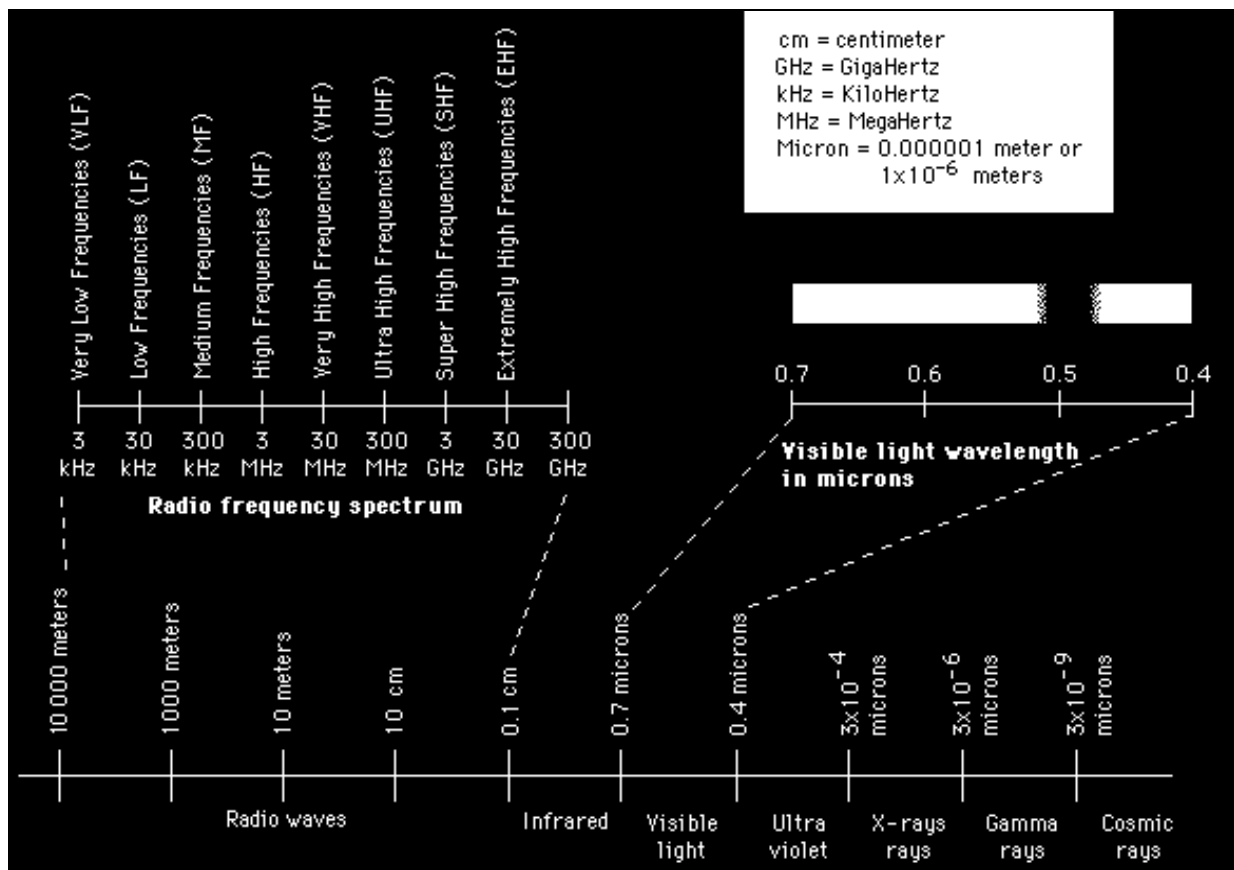 cm = centimeter
GHz = GigaHertz
kHz = KiloHertz
MHz = MegaHertz
Micron = 0.000001 meter or
1x10⁻⁶ meters
Very Low Frequencies (VLF)
Low Frequencies (LF)
Medium Frequencies (MF)
High Frequencies (HF)
Very High Frequencies (VHF)
Ultra High Frequencies (UHF)
Super High Frequencies (SHF)
Extremely High Frequencies (EHF)
3 30 300 3 30 300 3 30 300
kHz kHz kHz MHz MHz MHz GHz GHz GHz
Radio frequency spectrum
0.7 0.6 0.5 0.4
Visible light wavelength
in microns
10 000 meters
1000 meters
10 meters
10 cm
0.1 cm
0.7 microns
0.4 microns
3x10⁻⁴
microns
3x10⁻⁶
microns
3x10⁻⁹
microns
Radio waves
Infrared
Visible
light
Ultra
violet
X-rays
rays
Gamma
rays
Cosmic
rays